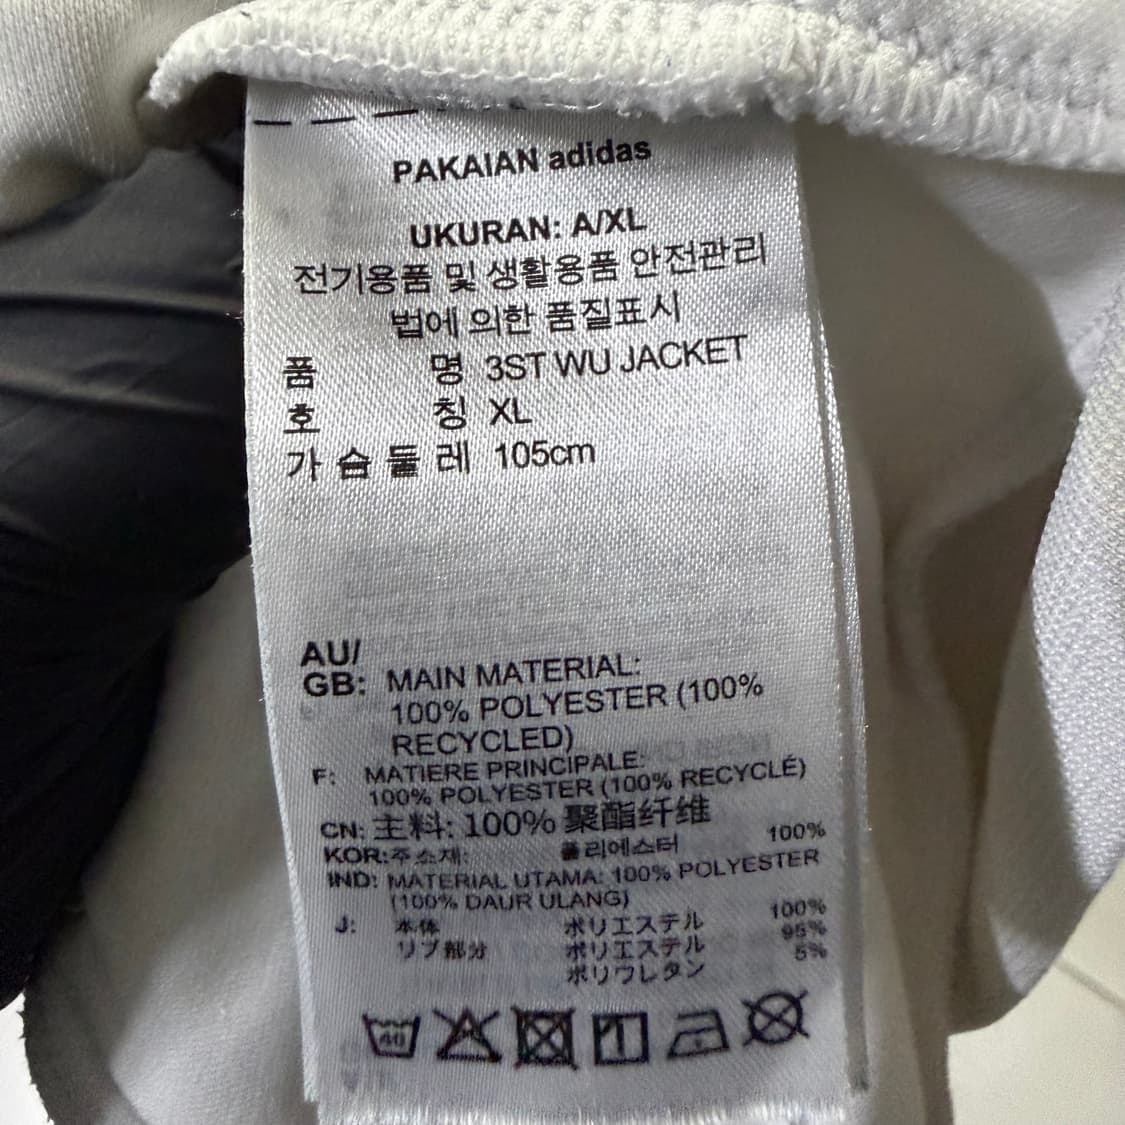 PAKAIAN adidas
UKURAN: A/XL
전기용품 및 생활용품 안전관리
법에 의한 품질표시
품 명 3ST WU JACKET
호 칭 XL
가 슴 둘 레 105cm
AU/
GB: MAIN MATERIAL:
100% POLYESTER (100%
RECYCLED)
F: MATIERE PRINCIPALE:
100% POLYESTER (100% RECYCLÉ)
CN: 主料: 100% 聚酯纤维
KOR: 주소재: 폴리에스터 100%
IND: MATERIAL UTAMA: 100% POLYESTER
(100% DAUR ULANG)
J: 本体 ポリエステル 100%
リブ部分 ポリエステル 95%
ポリウレタン 5%
40